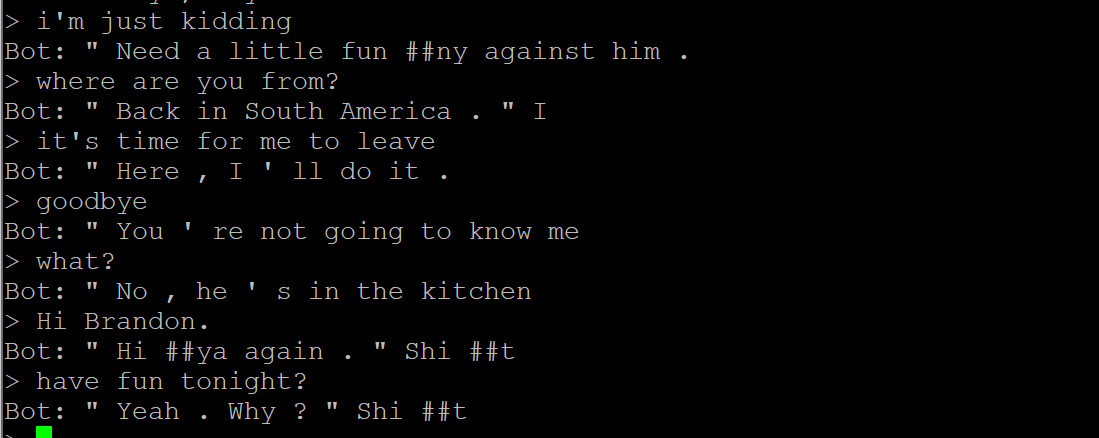 > i'm just kidding
Bot: " Need a little fun ##ny against him .
> where are you from?
Bot: " Back in South America . " I
> it's time for me to leave
Bot: " Here , I ' ll do it .
> goodbye
Bot: " You ' re not going to know me
> what?
Bot: " No , he ' s in the kitchen
> Hi Brandon.
Bot: " Hi ##ya again . " Shi ##t
> have fun tonight?
Bot: " Yeah . Why ? " Shi ##t
>